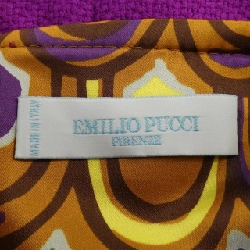 MADE IN ITALY
EMILIO PUCCI
FIRENZE